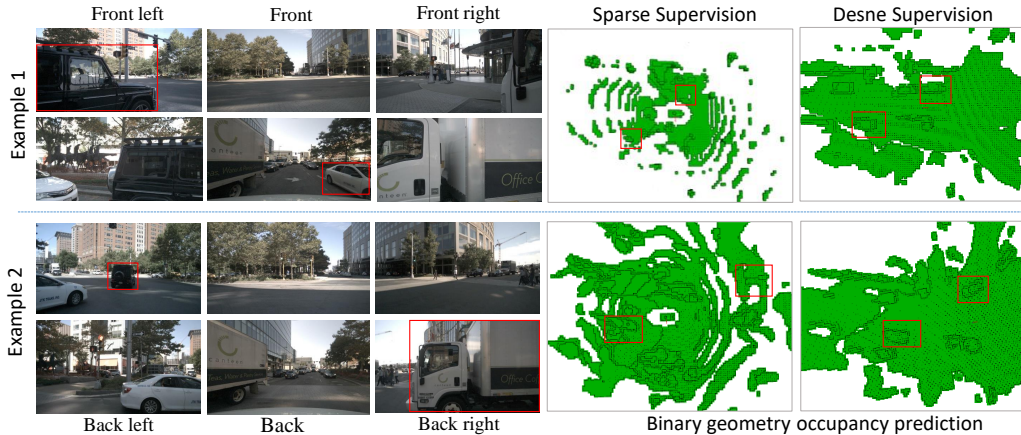 Front left Front Front right Sparse Supervision Desne Supervision
Example 1
Office C
Example 2
Office
Back left Back Back right Binary geometry occupancy prediction